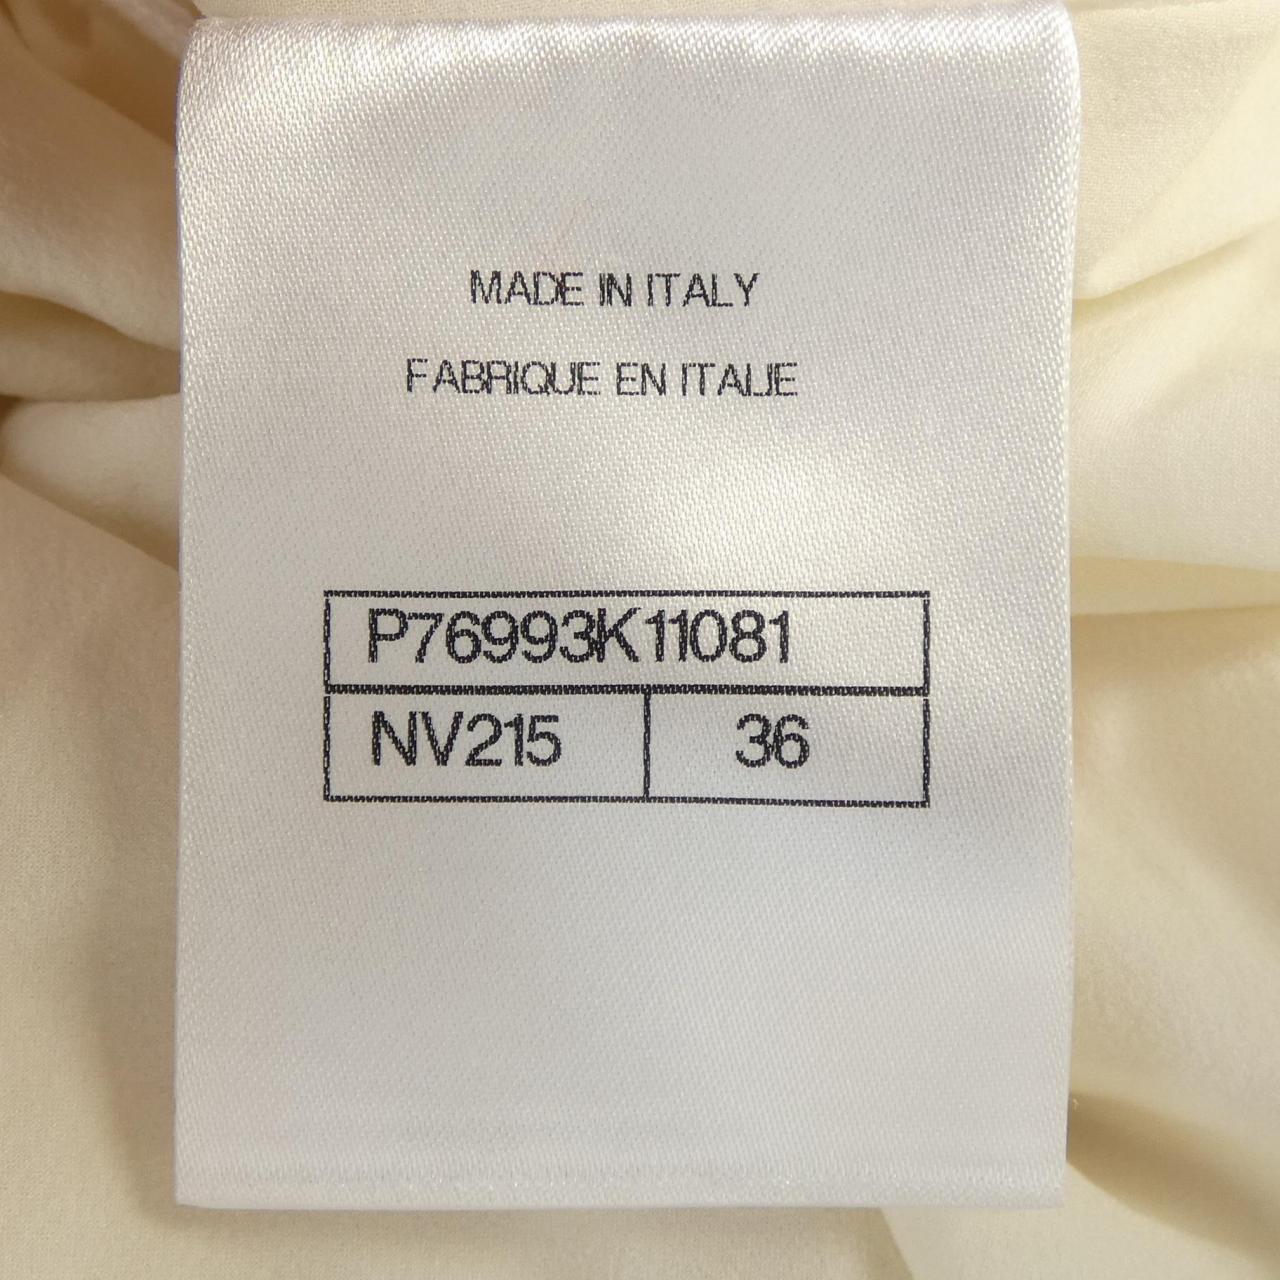 MADE IN ITALY
FABRIQUE EN ITALIE
P76993K11081
NV215 36